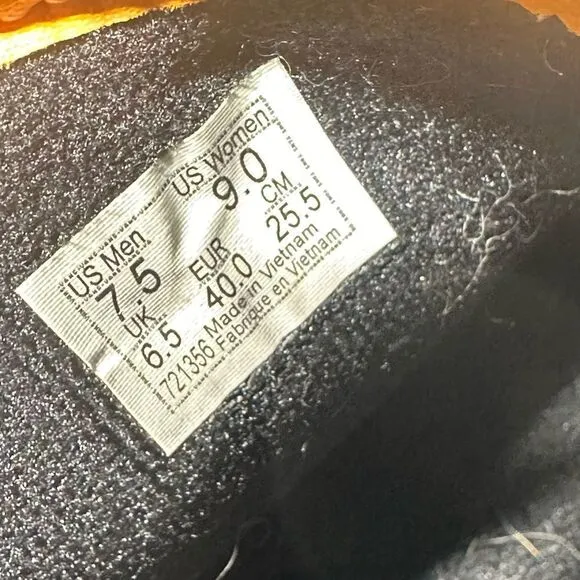 US.Men US.Women
7.5 9.0
UK EUR CM
6.5 40.0 25.5
721356 Made in Vietnam
Fabriqué en Vietnam